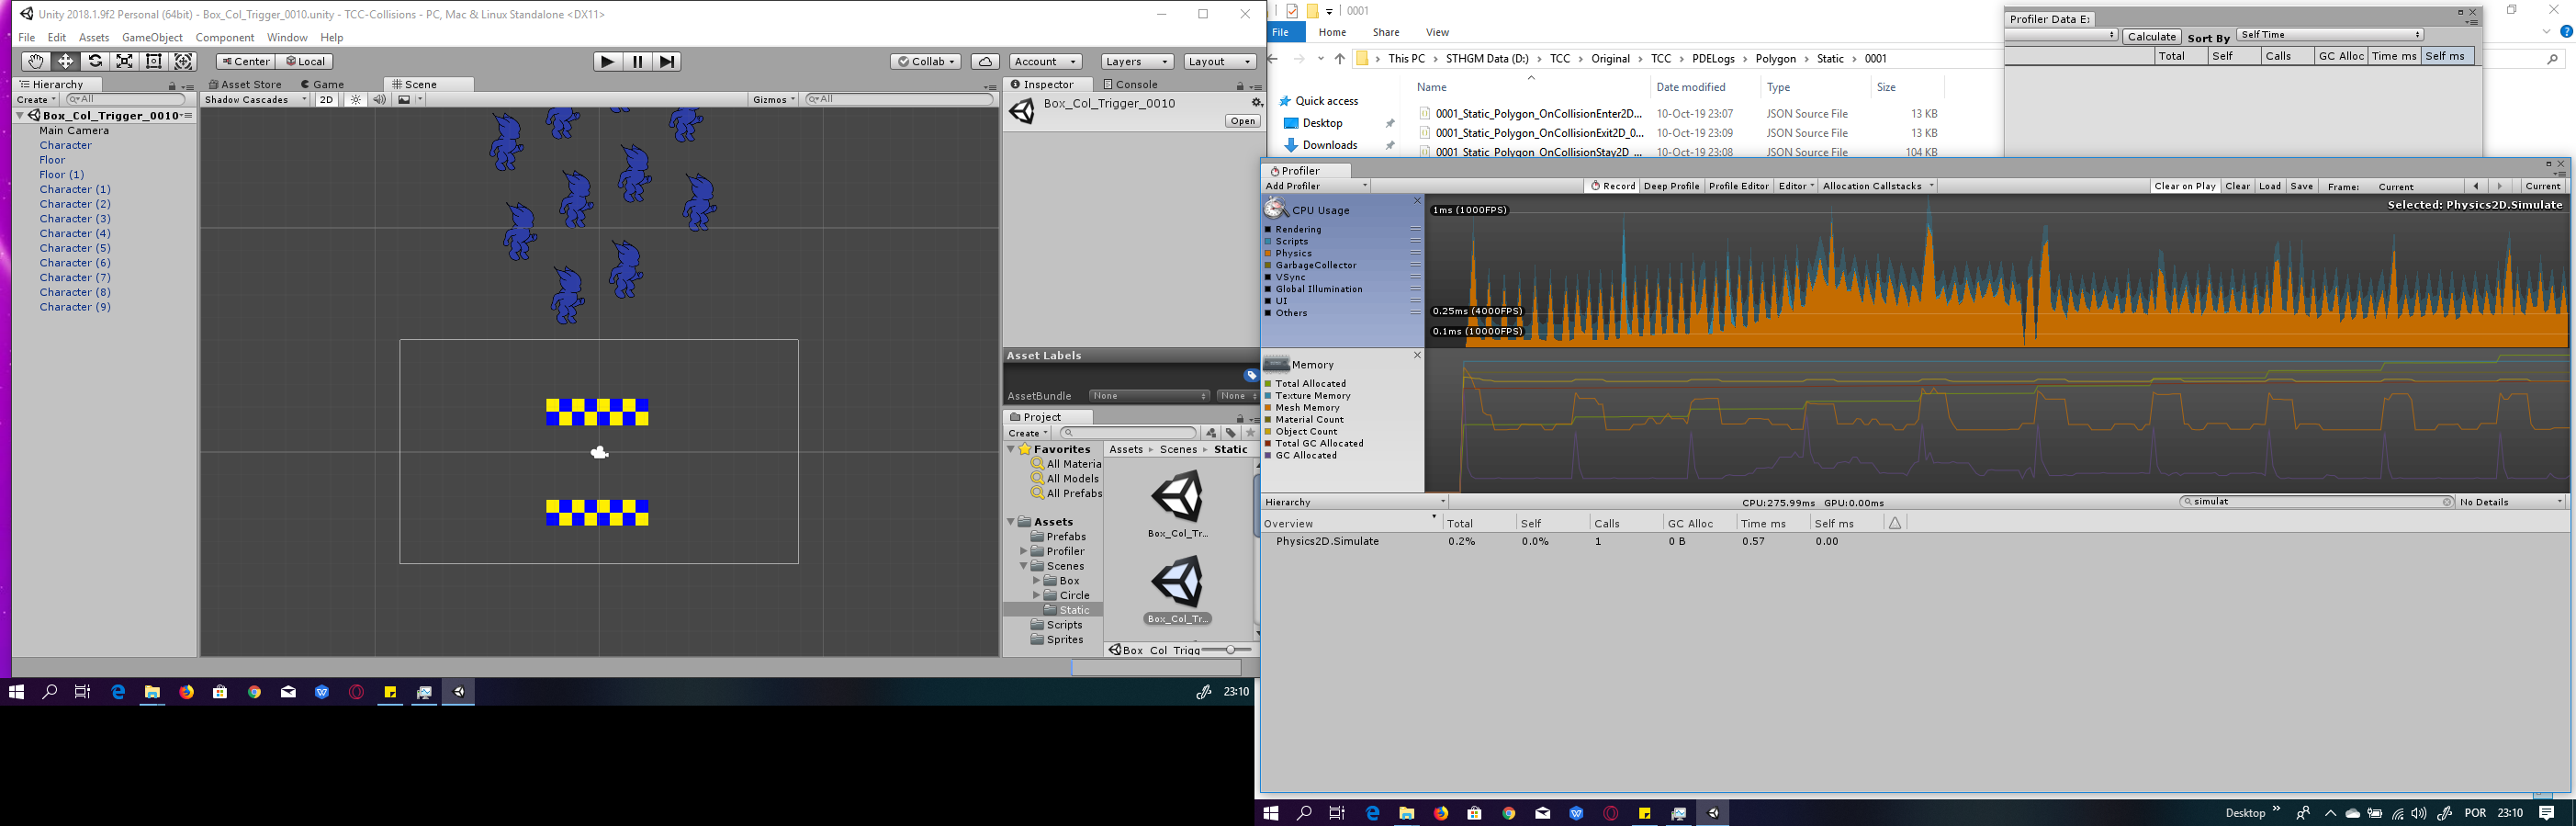 Unity 2018.1.9f2 Personal (64bit) - Box_Col_Trigger_0010.unity - TCC-Collisions - PC, Mac & Linux Standalone <DX11>
File Edit Assets GameObject Component Window Help
Center Local
Collab Account Layers Layout
Hierarchy
Create All
Box_Col_Trigger_0010
Main Camera
Character
Floor
Floor (1)
Character (1)
Character (2)
Character (3)
Character (4)
Character (5)
Character (6)
Character (7)
Character (8)
Character (9)
Asset Store Game Scene
Shadow Cascades 2D Gizmos All
Inspector Console
Box_Col_Trigger_0010
Open
Asset Labels
AssetBundle None None
Project
Create
Favorites
All Materia
All Models
All Prefabs
Assets
Prefabs
Profiler
Scenes
Box
Circle
Static
Scripts
Sprites
Assets Scenes Static
Box_Col_Tr...
Box_Col_Tr...
Box Col Trigg
23:10
0001
File Home Share View
This PC STHGM Data (D:) TCC Original TCC PDELogs Polygon Static 0001
Quick access
Desktop
Downloads
Name Date modified Type Size
0001_Static_Polygon_OnCollisionEnter2D... 10-Oct-19 23:07 JSON Source File 13 KB
0001_Static_Polygon_OnCollisionExit2D_0... 10-Oct-19 23:09 JSON Source File 13 KB
0001_Static_Polygon_OnCollisionStay2D_... 10-Oct-19 23:08 JSON Source File 104 KB
Profiler Data E
Calculate Sort By Self Time
Total Self Calls GC Alloc Time ms Self ms
Profiler
Add Profiler Record Deep Profile Profile Editor Editor Allocation Callstacks Clear on Play Clear Load Save Frame: Current Current
CPU Usage
Rendering
Scripts
Physics
GarbageCollector
VSync
Global Illumination
UI
Others
1ms (1000FPS)
0.25ms (4000FPS)
0.1ms (10000FPS)
Selected: Physics2D.Simulate
Memory
Total Allocated
Texture Memory
Mesh Memory
Material Count
Object Count
Total GC Allocated
GC Allocated
Hierarchy CPU:275.99ms GPU:0.00ms simulat No Details
Overview Total Self Calls GC Alloc Time ms Self ms
Physics2D.Simulate 0.2% 0.0% 1 0 B 0.57 0.00
Desktop POR 23:10